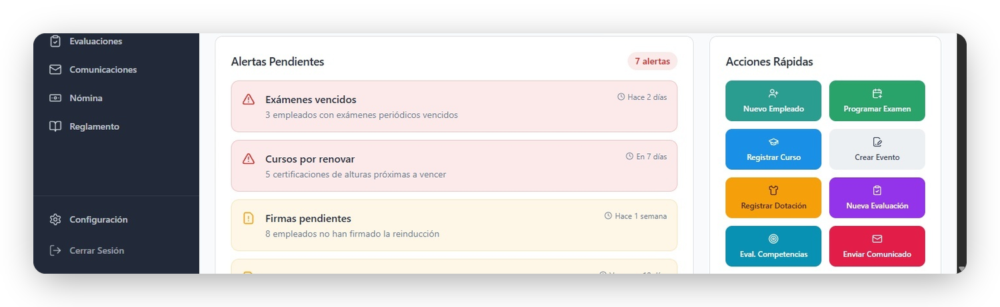 Evaluaciones
Comunicaciones
Nómina
Reglamento
Configuración
Cerrar Sesión
Alertas Pendientes
7 alertas
Exámenes vencidos
Hace 2 días
3 empleados con exámenes periódicos vencidos
Cursos por renovar
En 7 días
5 certificaciones de alturas próximas a vencer
Firmas pendientes
Hace 1 semana
8 empleados no han firmado la reinducción
Acciones Rápidas
Nuevo Empleado
Programar Examen
Registrar Curso
Crear Evento
Registrar Dotación
Nueva Evaluación
Eval. Competencias
Enviar Comunicado